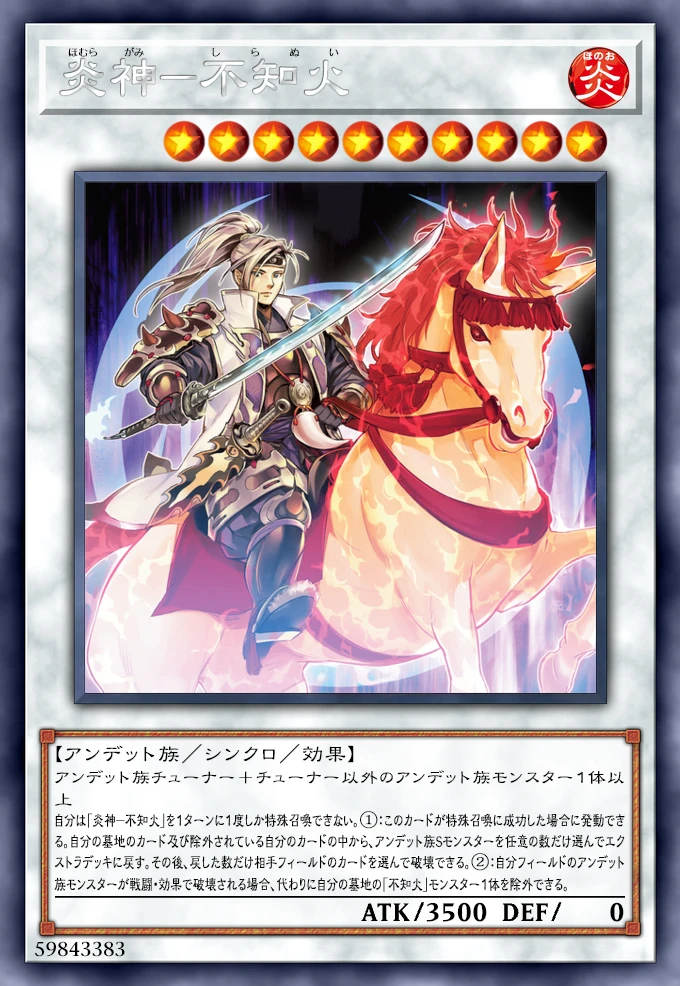 ほむら がみ し ら ぬ い
炎神－不知火
ほのお
炎
【アンデット族／シンクロ／効果】
アンデット族チューナー＋チューナー以外のアンデット族モンスター１体以
上
自分は「炎神－不知火」を１ターンに１度しか特殊召喚できない。①：このカードが特殊召喚に成功した場合に発動でき
る。自分の墓地のカード及び除外されている自分のカードの中から、アンデット族Sモンスターを任意の数だけ選んでエク
ストラデッキに戻す。その後、戻した数だけ相手フィールドのカードを選んで破壊できる。②：自分フィールドのアンデット
族モンスターが戦闘・効果で破壊される場合、代わりに自分の墓地の「不知火」モンスター１体を除外できる。
ATK/3500 DEF/ 0
59843383